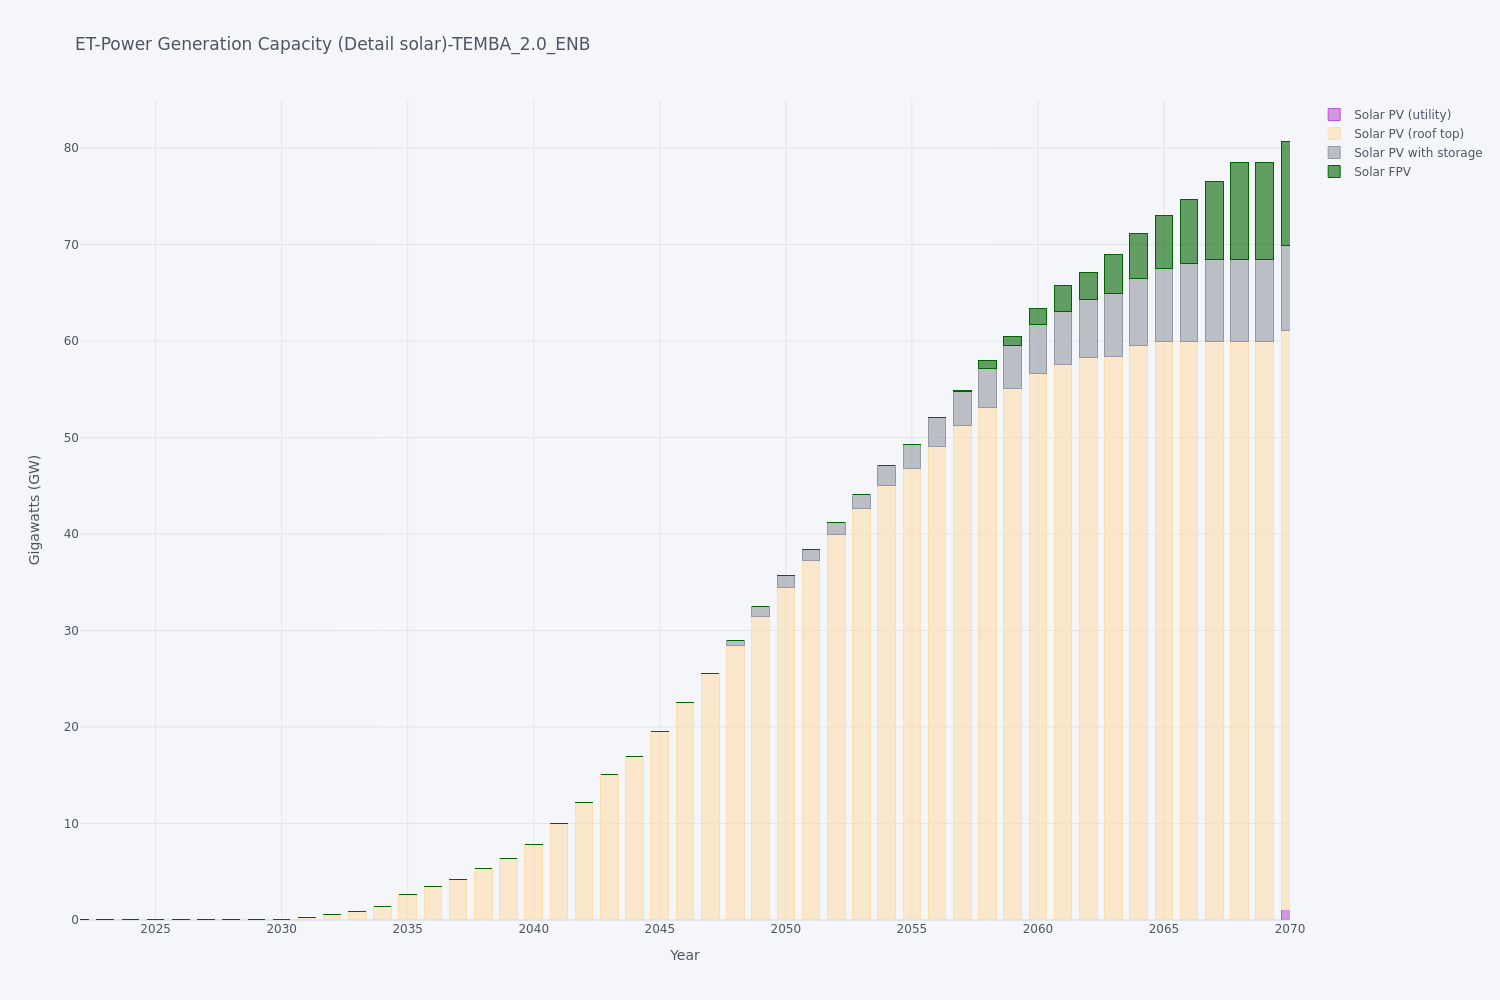 ET-Power Generation Capacity (Detail solar)-TEMBA_2.0_ENB
Solar PV (utility)
Solar PV (roof top)
Solar PV with storage
Solar FPV
80
70
60
50
40
30
20
10
0
Gigawatts (GW)
2025 2030 2035 2040 2045 2050 2055 2060 2065 2070
Year